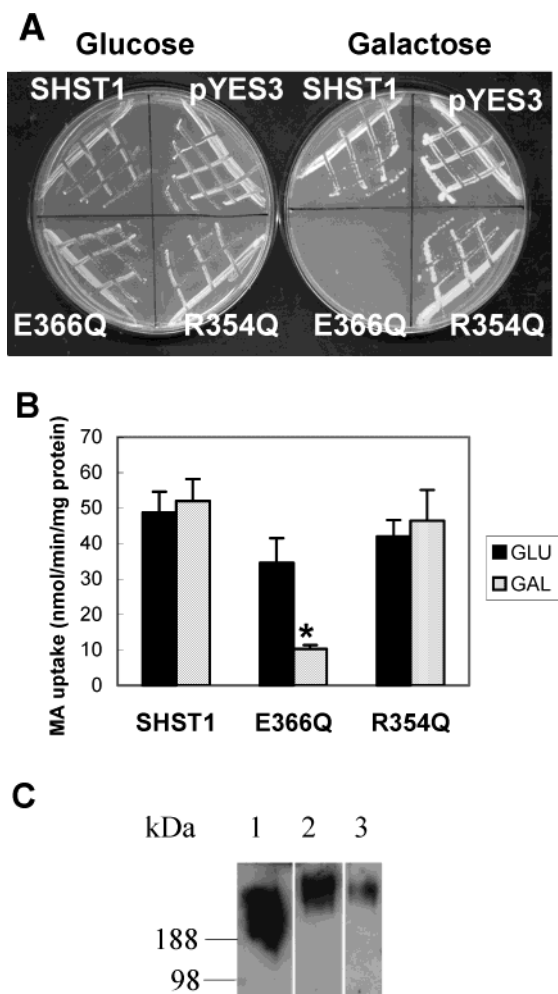 A
Glucose Galactose
SHST1 pYES3 SHST1 pYES3
E366Q R354Q E366Q R354Q
B
MA uptake (nmol/min/mg protein)
70
60
50
40
30
20
10
0
*
GLU
GAL
SHST1 E366Q R354Q
C
kDa 1 2 3
188
98